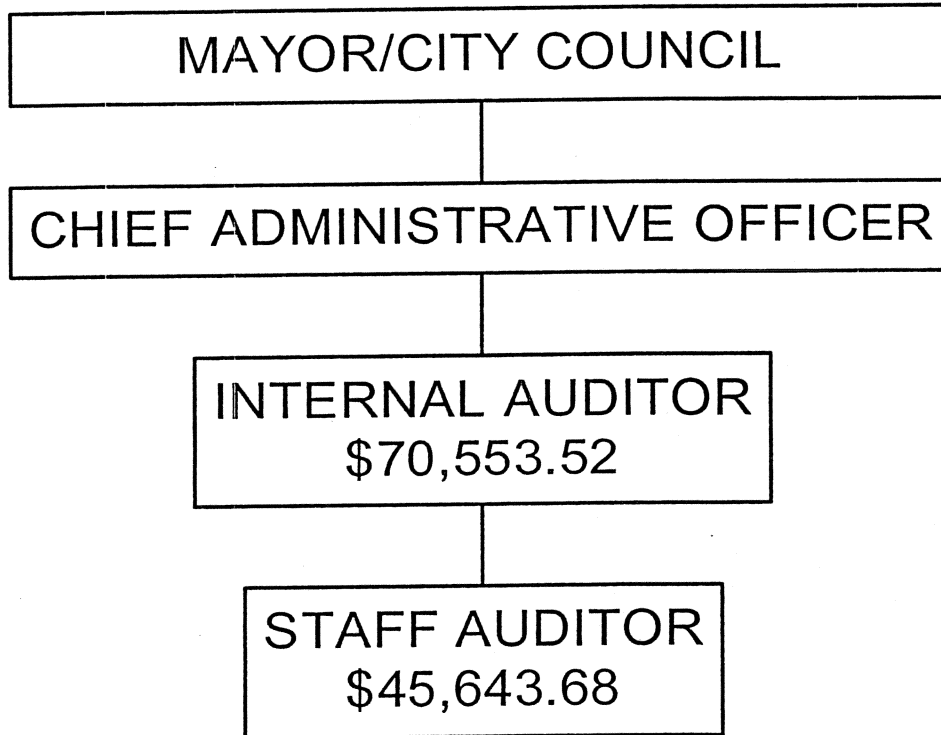 MAYOR/CITY COUNCIL
CHIEF ADMINISTRATIVE OFFICER
INTERNAL AUDITOR
$70,553.52
STAFF AUDITOR
$45,643.68